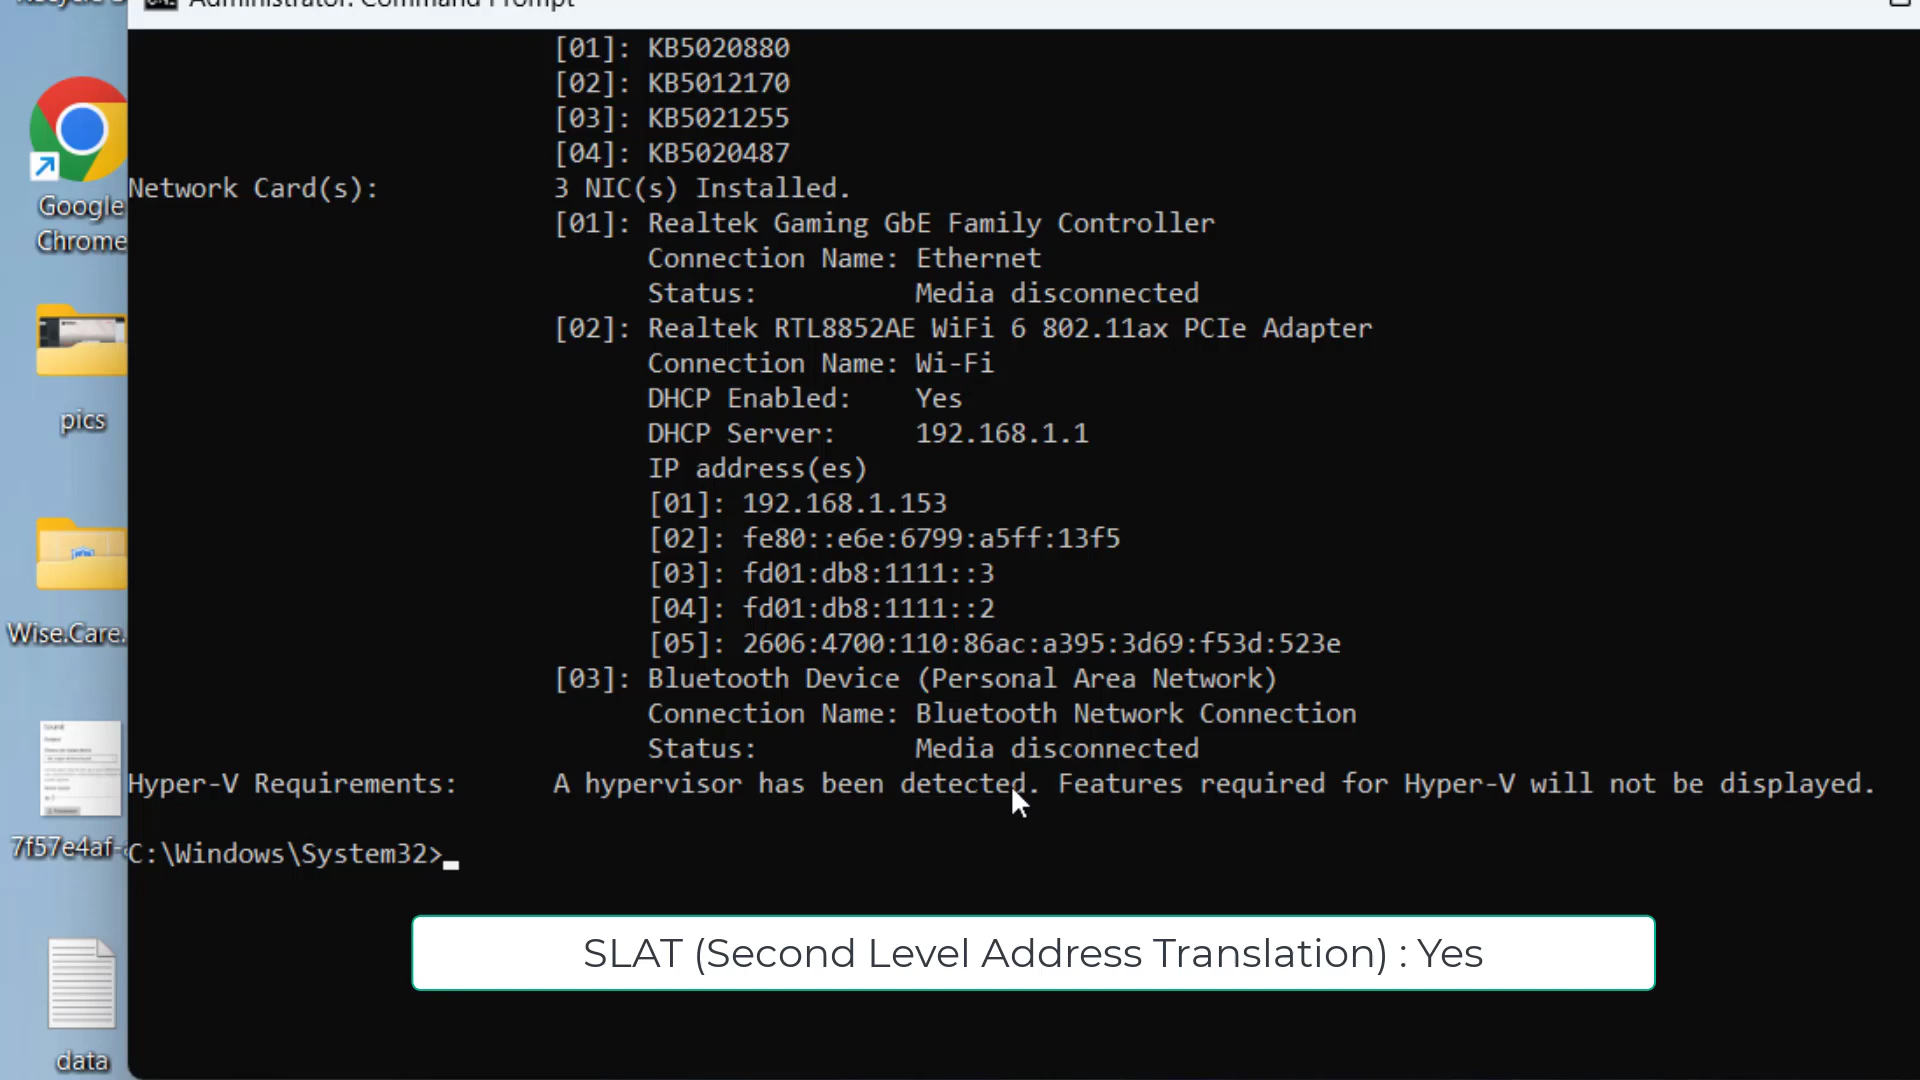 Administrator: Command Prompt
[01]: KB5020880
[02]: KB5012170
[03]: KB5021255
[04]: KB5020487
Network Card(s): 3 NIC(s) Installed.
[01]: Realtek Gaming GbE Family Controller
Connection Name: Ethernet
Status: Media disconnected
[02]: Realtek RTL8852AE WiFi 6 802.11ax PCIe Adapter
Connection Name: Wi-Fi
DHCP Enabled: Yes
DHCP Server: 192.168.1.1
IP address(es)
[01]: 192.168.1.153
[02]: fe80::e6e:6799:a5ff:13f5
[03]: fd01:db8:1111::3
[04]: fd01:db8:1111::2
[05]: 2606:4700:110:86ac:a395:3d69:f53d:523e
[03]: Bluetooth Device (Personal Area Network)
Connection Name: Bluetooth Network Connection
Status: Media disconnected
Hyper-V Requirements: A hypervisor has been detected. Features required for Hyper-V will not be displayed.
C:\Windows\System32>
SLAT (Second Level Address Translation) : Yes
Google
Chrome
pics
Wise.Care.
7f57e4af-
data